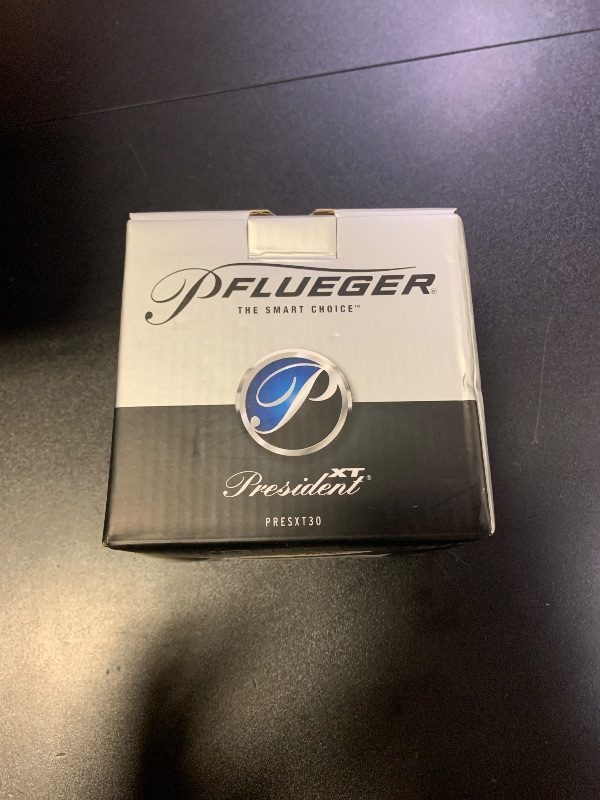 PFLUEGER®
THE SMART CHOICE™
P
President XT®
PRESXT30